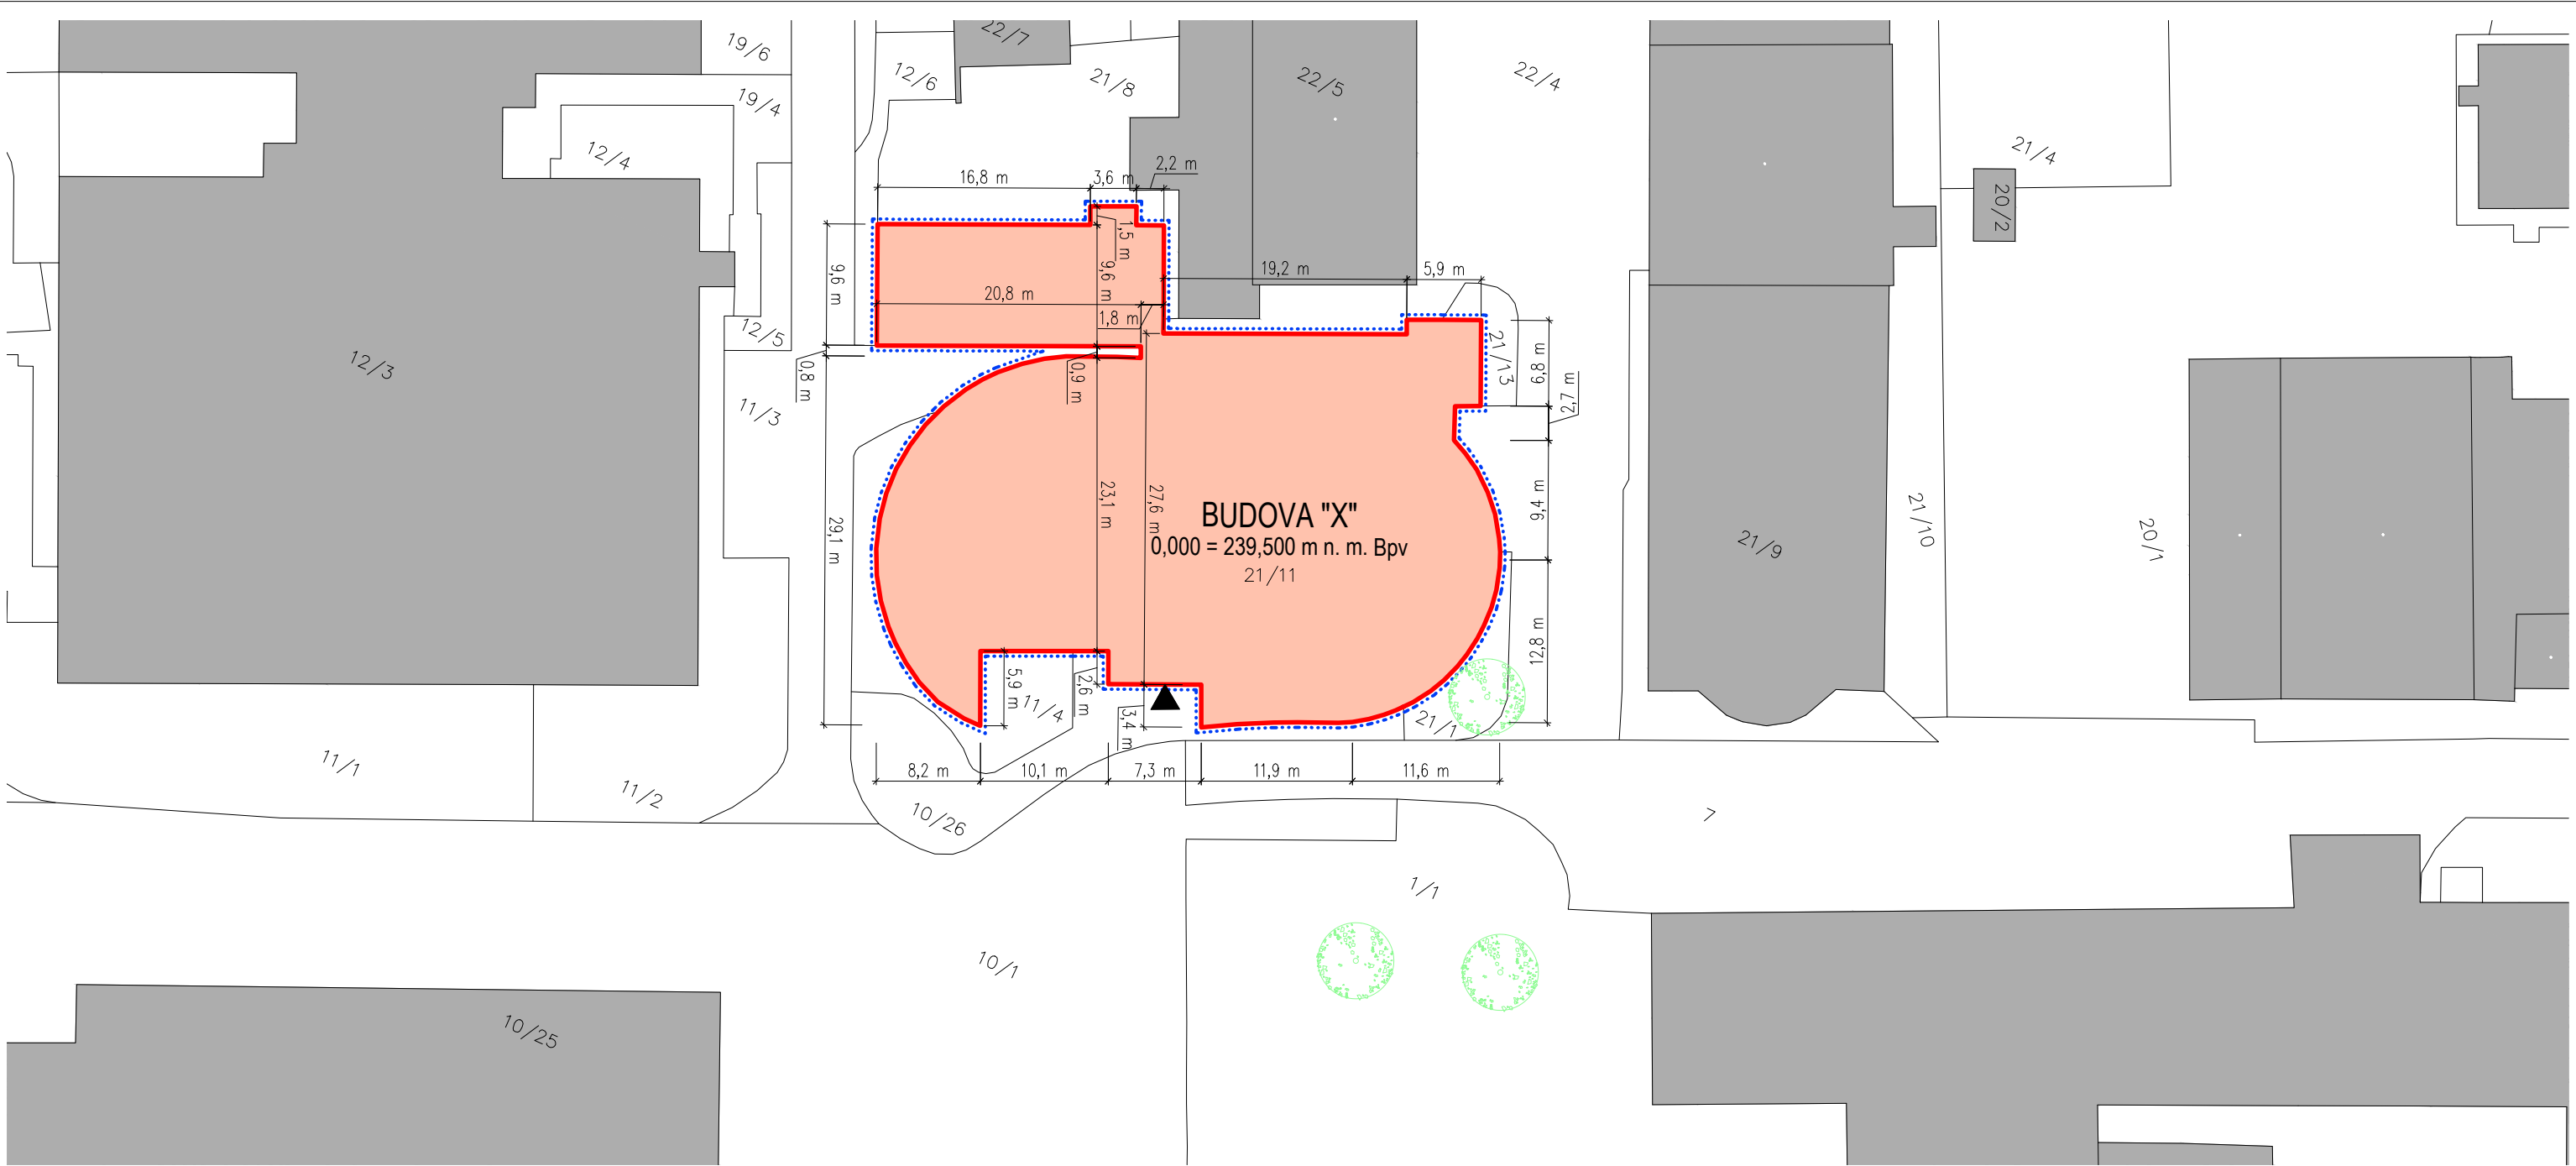 22/7
19/6
12/6
21/8
22/5
22/4
19/4
12/4
21/4
2,2 m
16,8 m
3,6 m
20/2
1,5 m
9,6 m
9,6 m
19,2 m
5,9 m
20,8 m
1,8 m
12/5
21/13
6,8 m
12/3
0,8 m
0,9 m
2,7 m
11/3
23,1 m
27,6 m
9,4 m
29,1 m
BUDOVA "X"
0,000 = 239,500 m n. m. Bpv
21/11
21/9
21/10
20/1
12,8 m
5,9 m
11/4
2,6 m
3,4 m
21/1
11/1
8,2 m
10,1 m
7,3 m
11,9 m
11,6 m
11/2
10/26
7
1/1
10/1
10/25